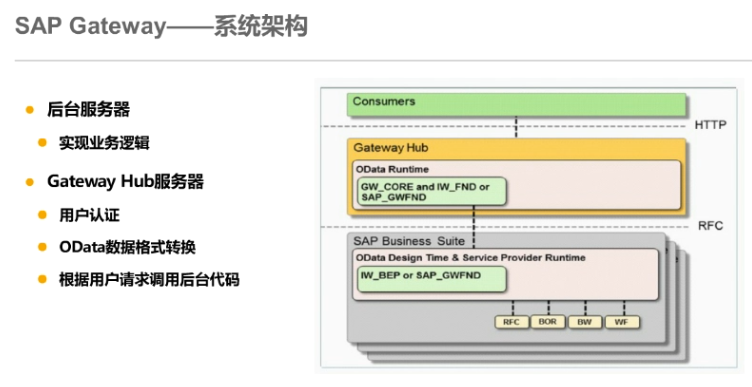 SAP Gateway——系统架构
后台服务器
实现业务逻辑
Gateway Hub服务器
用户认证
OData数据格式转换
根据用户请求调用后台代码
Consumers
HTTP
Gateway Hub
OData Runtime
GW_CORE and IW_FND or
SAP_GWFND
RFC
SAP Business Suite
OData Design Time & Service Provider Runtime
IW_BEP or SAP_GWFND
RFC BOR BW WF